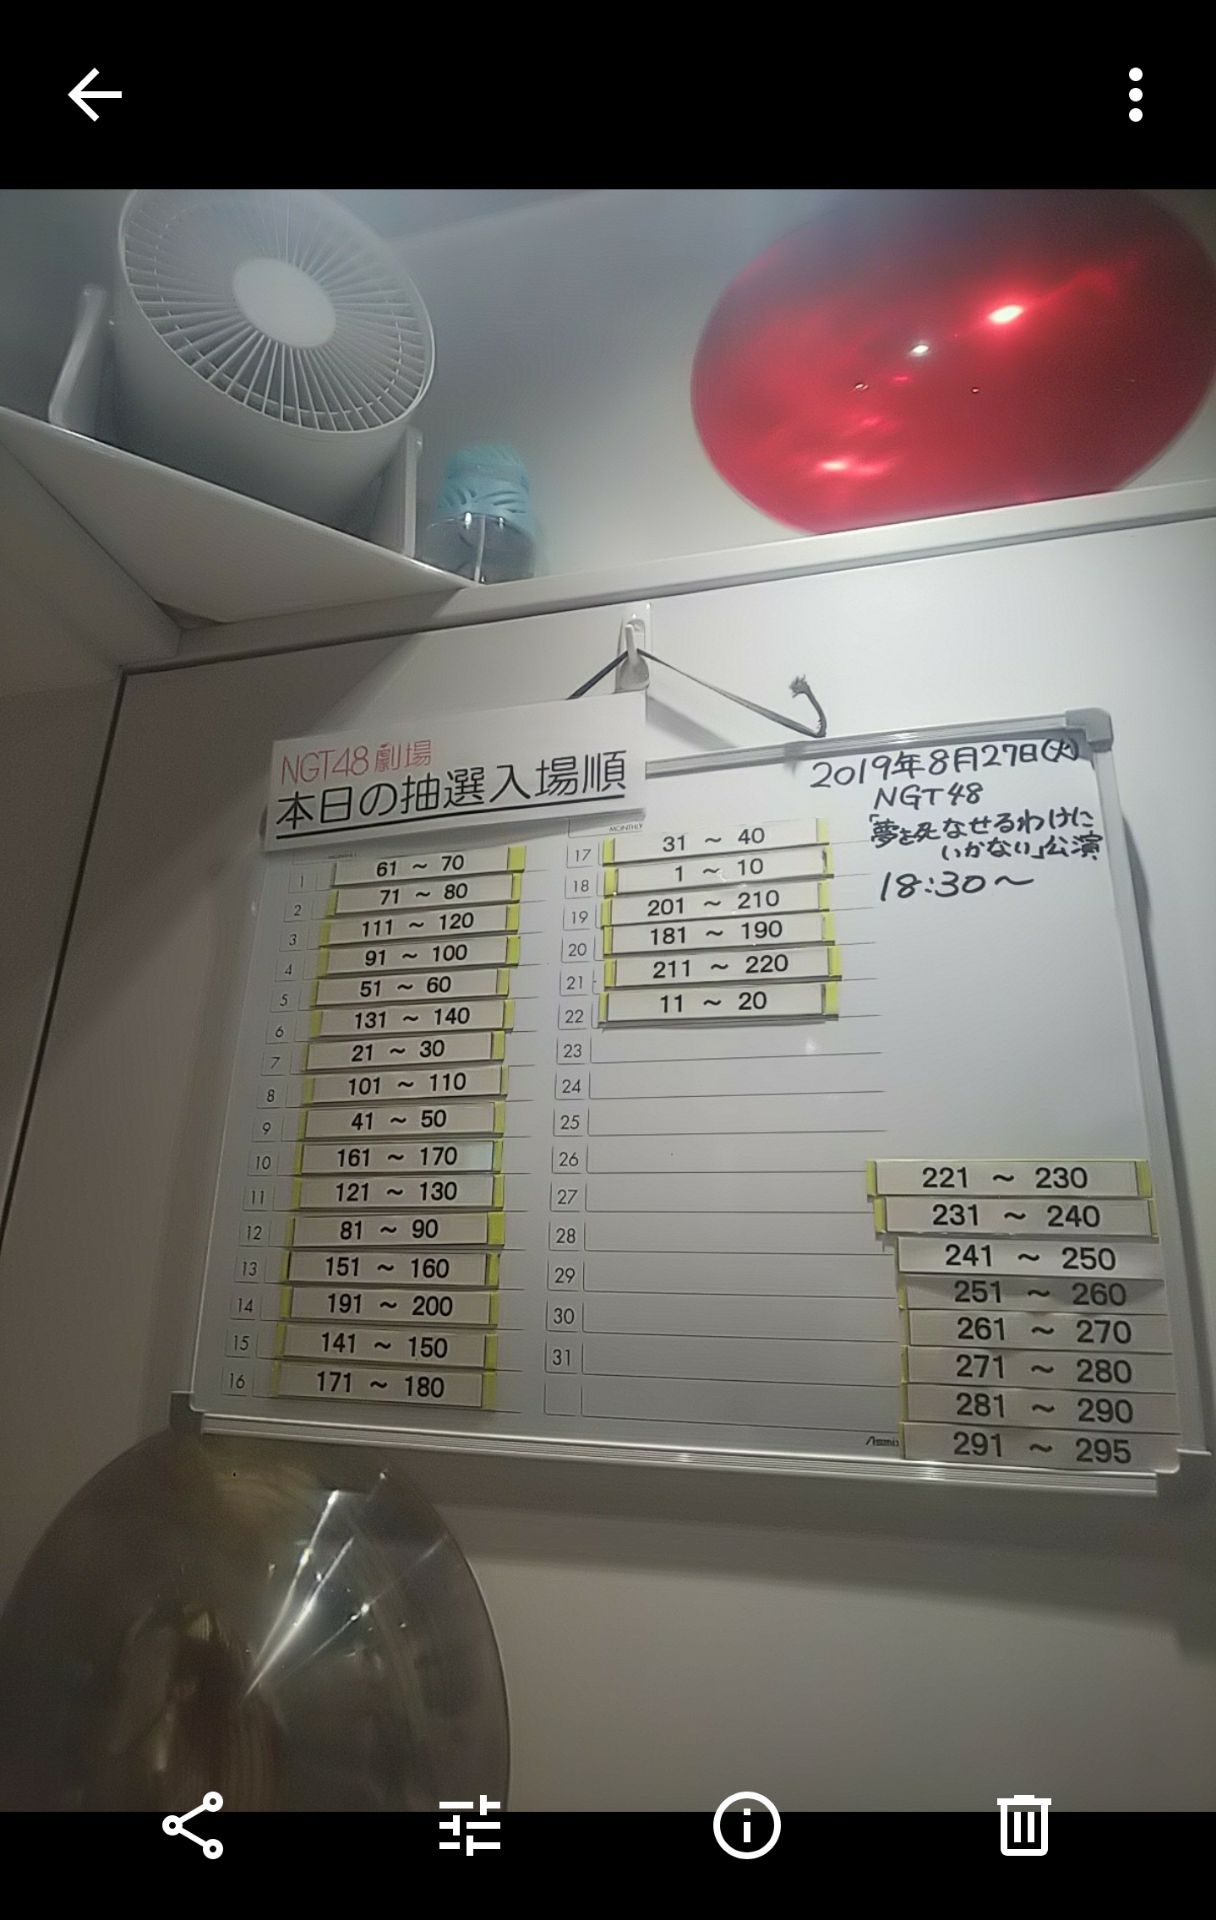 NGT48劇場
本日の抽選入場順
2019年8月27日(火)
NGT48
「夢を死なせるわけに
いかない」公演
18:30～
MONTHLY
1 61 ～ 70
2 71 ～ 80
3 111 ～ 120
4 91 ～ 100
5 51 ～ 60
6 131 ～ 140
7 21 ～ 30
8 101 ～ 110
9 41 ～ 50
10 161 ～ 170
11 121 ～ 130
12 81 ～ 90
13 151 ～ 160
14 191 ～ 200
15 141 ～ 150
16 171 ～ 180
MONTHLY
17 31 ～ 40
18 1 ～ 10
19 201 ～ 210
20 181 ～ 190
21 211 ～ 220
22 11 ～ 20
23
24
25
26
27
28
29
30
31
221 ～ 230
231 ～ 240
241 ～ 250
251 ～ 260
261 ～ 270
271 ～ 280
281 ～ 290
291 ～ 295